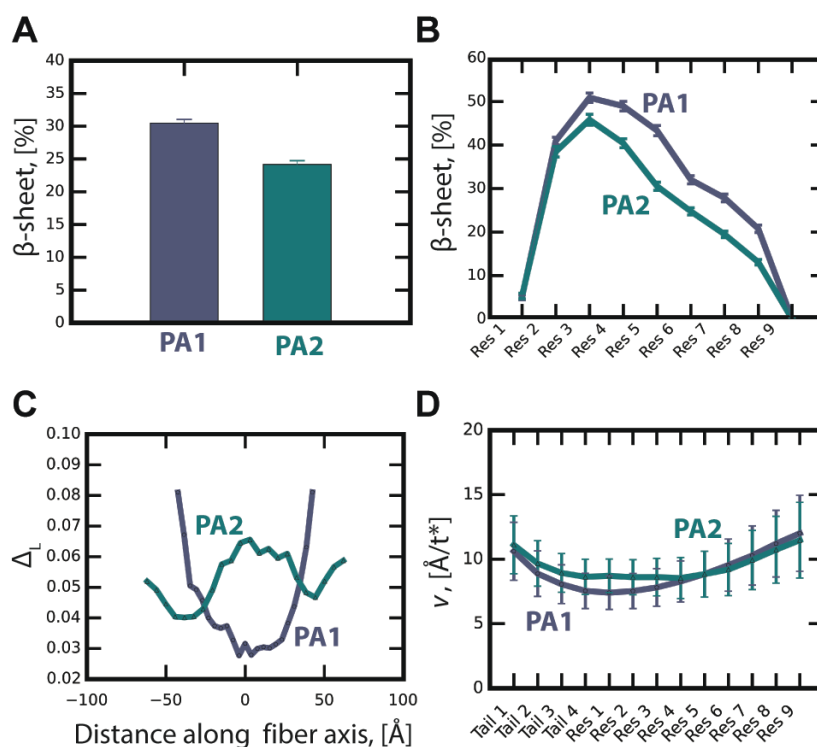 A
β-sheet, [%]
40
35
30
25
20
15
10
5
0
PA1
PA2
B
β-sheet, [%]
60
50
40
30
20
10
0
PA1
PA2
Res 1
Res 2
Res 3
Res 4
Res 5
Res 6
Res 7
Res 8
Res 9
C
ΔL
0.10
0.09
0.08
0.07
0.06
0.05
0.04
0.03
0.02
PA2
PA1
−100
−50
0
50
100
Distance along fiber axis, [Å]
D
v, [Å/t*]
20
15
10
5
0
PA2
PA1
Tail 1
Tail 2
Tail 3
Tail 4
Res 1
Res 2
Res 3
Res 4
Res 5
Res 6
Res 7
Res 8
Res 9